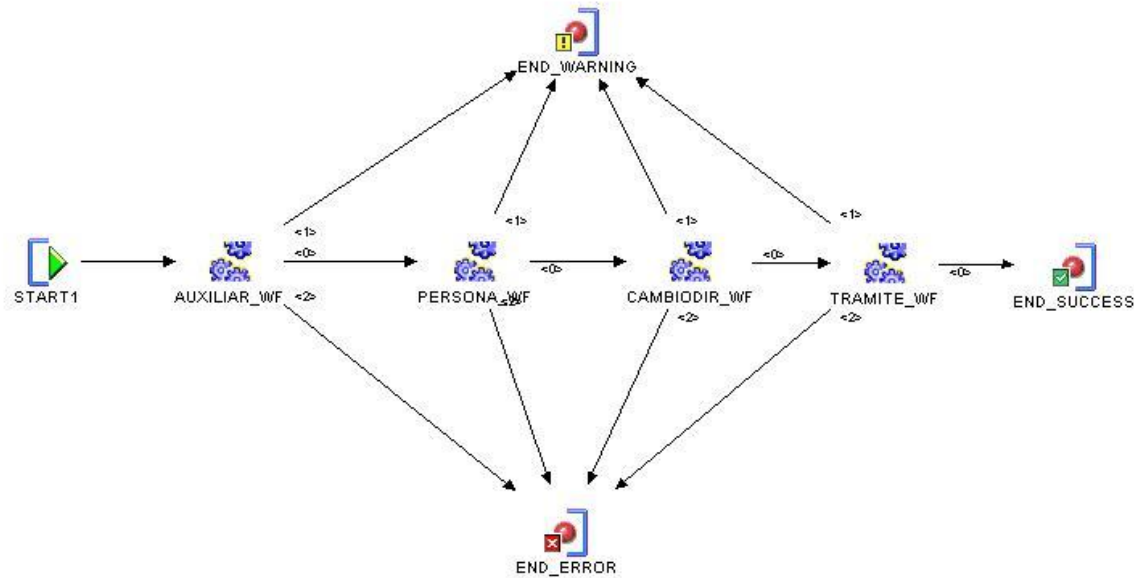 END_WARNING
<1>
<1>
<1>
<1>
<0>
<0>
<0>
<0>
START1
AUXILIAR_WF
<2>
PERSONA_WF
<2>
CAMBIODIR_WF
<2>
TRAMITE_WF
<2>
END_SUCCESS
END_ERROR